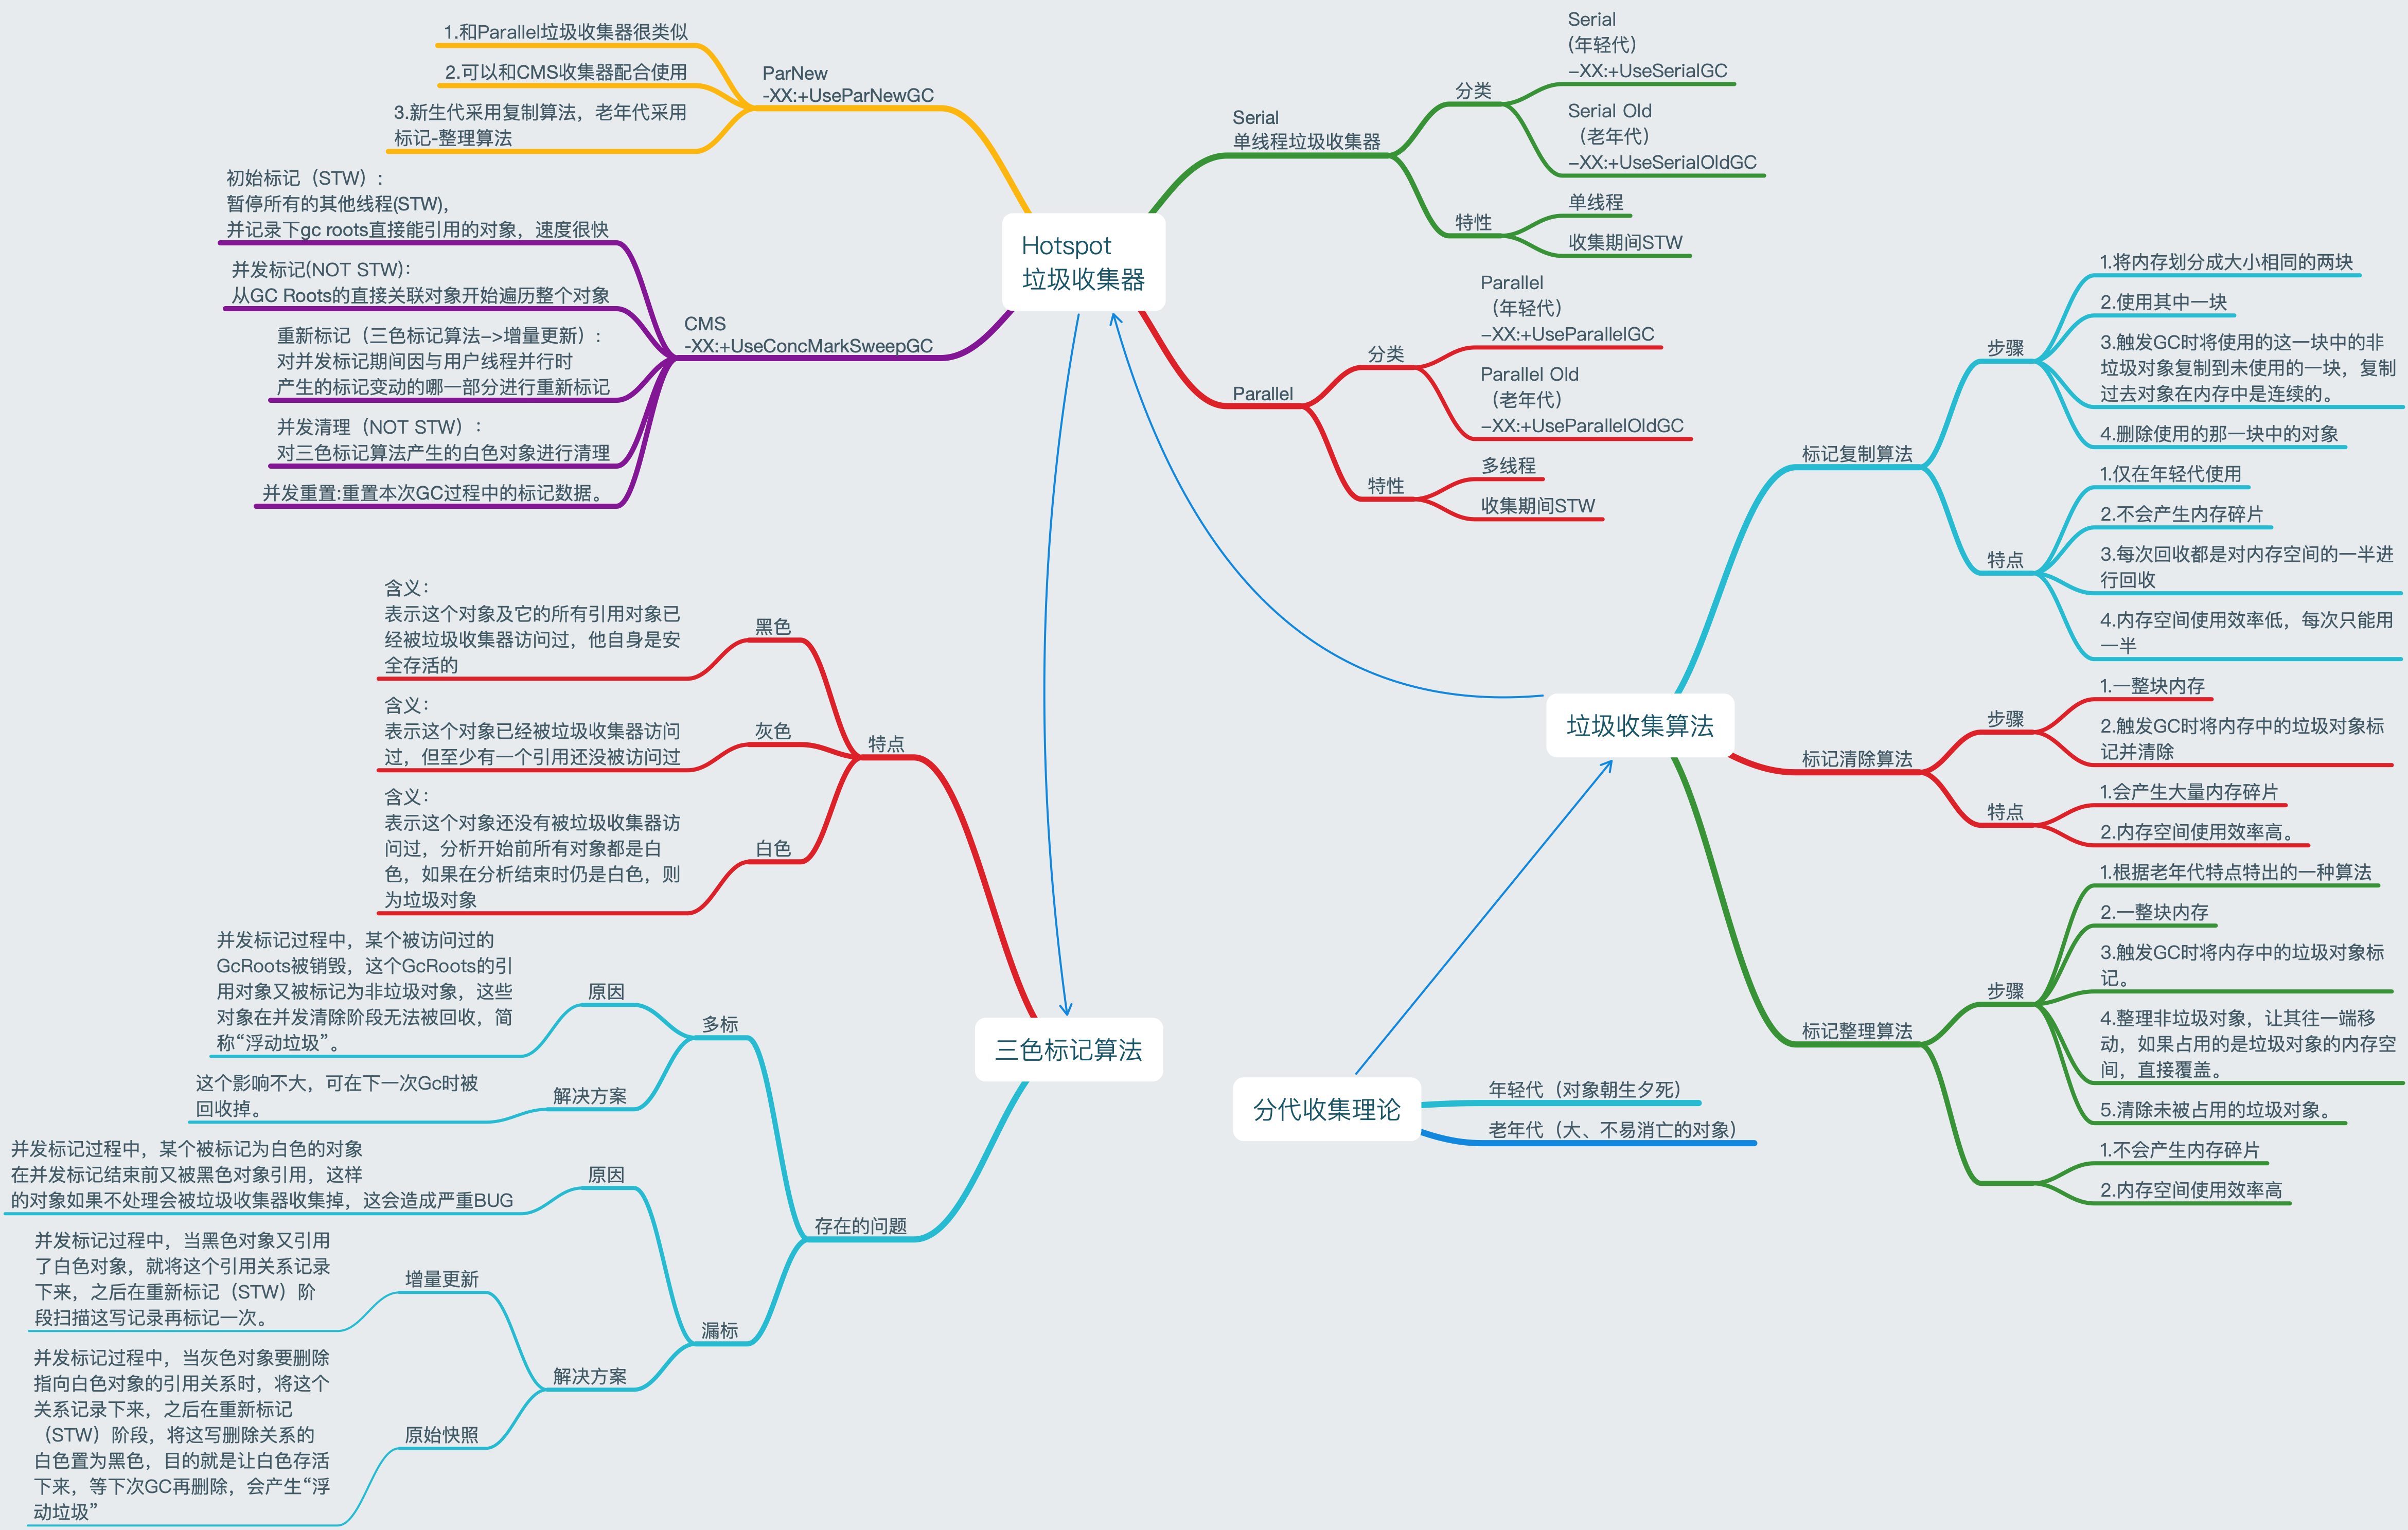 Hotspot
垃圾收集器
ParNew
-XX:+UseParNewGC
1.和Parallel垃圾收集器很类似
2.可以和CMS收集器配合使用
3.新生代采用复制算法，老年代采用
标记-整理算法
CMS
-XX:+UseConcMarkSweepGC
初始标记（STW）：
暂停所有的其他线程(STW)，
并记录下gc roots直接能引用的对象，速度很快
并发标记(NOT STW)：
从GC Roots的直接关联对象开始遍历整个对象
重新标记（三色标记算法–>增量更新）：
对并发标记期间因与用户线程并行时
产生的标记变动的哪一部分进行重新标记
并发清理（NOT STW）：
对三色标记算法产生的白色对象进行清理
并发重置:重置本次GC过程中的标记数据。
Serial
单线程垃圾收集器
分类
Serial
(年轻代)
–XX:+UseSerialGC
Serial Old
（老年代）
–XX:+UseSerialOldGC
特性
单线程
收集期间STW
Parallel
分类
Parallel
（年轻代）
–XX:+UseParallelGC
Parallel Old
（老年代）
–XX:+UseParallelOldGC
特性
多线程
收集期间STW
垃圾收集算法
标记复制算法
步骤
1.将内存划分成大小相同的两块
2.使用其中一块
3.触发GC时将使用的这一块中的非
垃圾对象复制到未使用的一块，复制
过去对象在内存中是连续的。
4.删除使用的那一块中的对象
特点
1.仅在年轻代使用
2.不会产生内存碎片
3.每次回收都是对内存空间的一半进
行回收
4.内存空间使用效率低，每次只能用
一半
标记清除算法
步骤
1.一整块内存
2.触发GC时将内存中的垃圾对象标
记并清除
特点
1.会产生大量内存碎片
2.内存空间使用效率高。
标记整理算法
步骤
1.根据老年代特点特出的一种算法
2.一整块内存
3.触发GC时将内存中的垃圾对象标
记。
4.整理非垃圾对象，让其往一端移
动，如果占用的是垃圾对象的内存空
间，直接覆盖。
5.清除未被占用的垃圾对象。
1.不会产生内存碎片
2.内存空间使用效率高
分代收集理论
年轻代（对象朝生夕死）
老年代（大、不易消亡的对象）
三色标记算法
特点
黑色
含义：
表示这个对象及它的所有引用对象已
经被垃圾收集器访问过，他自身是安
全存活的
灰色
含义：
表示这个对象已经被垃圾收集器访问
过，但至少有一个引用还没被访问过
白色
含义：
表示这个对象还没有被垃圾收集器访
问过，分析开始前所有对象都是白
色，如果在分析结束时仍是白色，则
为垃圾对象
存在的问题
多标
原因
并发标记过程中，某个被访问过的
GcRoots被销毁，这个GcRoots的引
用对象又被标记为非垃圾对象，这些
对象在并发清除阶段无法被回收，简
称“浮动垃圾”。
解决方案
这个影响不大，可在下一次Gc时被
回收掉。
漏标
原因
并发标记过程中，某个被标记为白色的对象
在并发标记结束前又被黑色对象引用，这样
的对象如果不处理会被垃圾收集器收集掉，这会造成严重BUG
解决方案
增量更新
并发标记过程中，当黑色对象又引用
了白色对象，就将这个引用关系记录
下来，之后在重新标记（STW）阶
段扫描这写记录再标记一次。
原始快照
并发标记过程中，当灰色对象要删除
指向白色对象的引用关系时，将这个
关系记录下来，之后在重新标记
（STW）阶段，将这写删除关系的
白色置为黑色，目的就是让白色存活
下来，等下次GC再删除，会产生“浮
动垃圾”